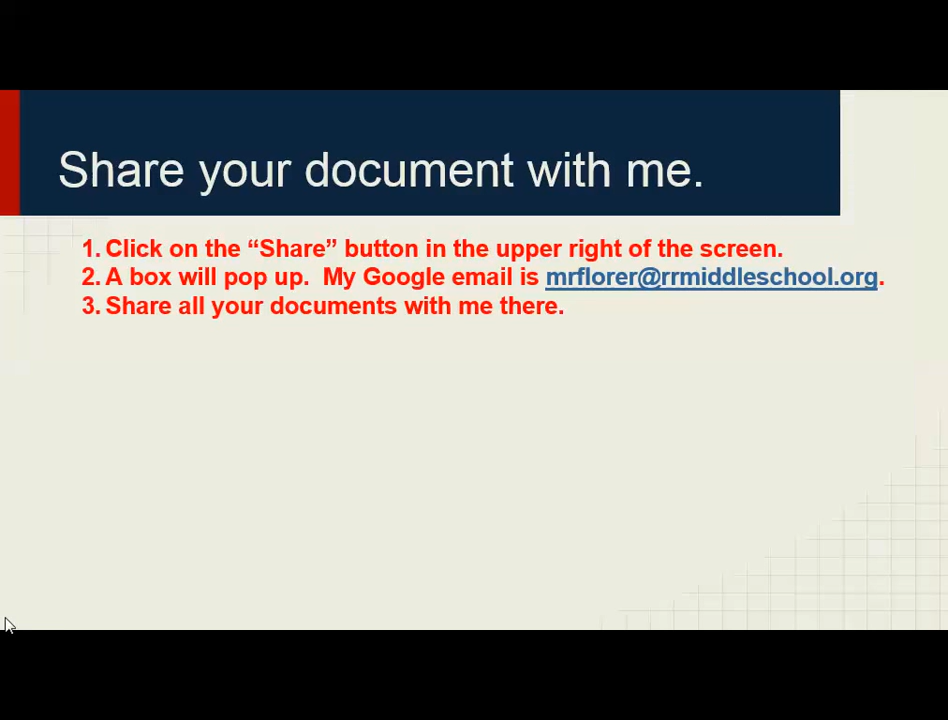 Share your document with me.
1. Click on the “Share” button in the upper right of the screen.
2. A box will pop up.  My Google email is mrflorer@rrmiddleschool.org.
3. Share all your documents with me there.